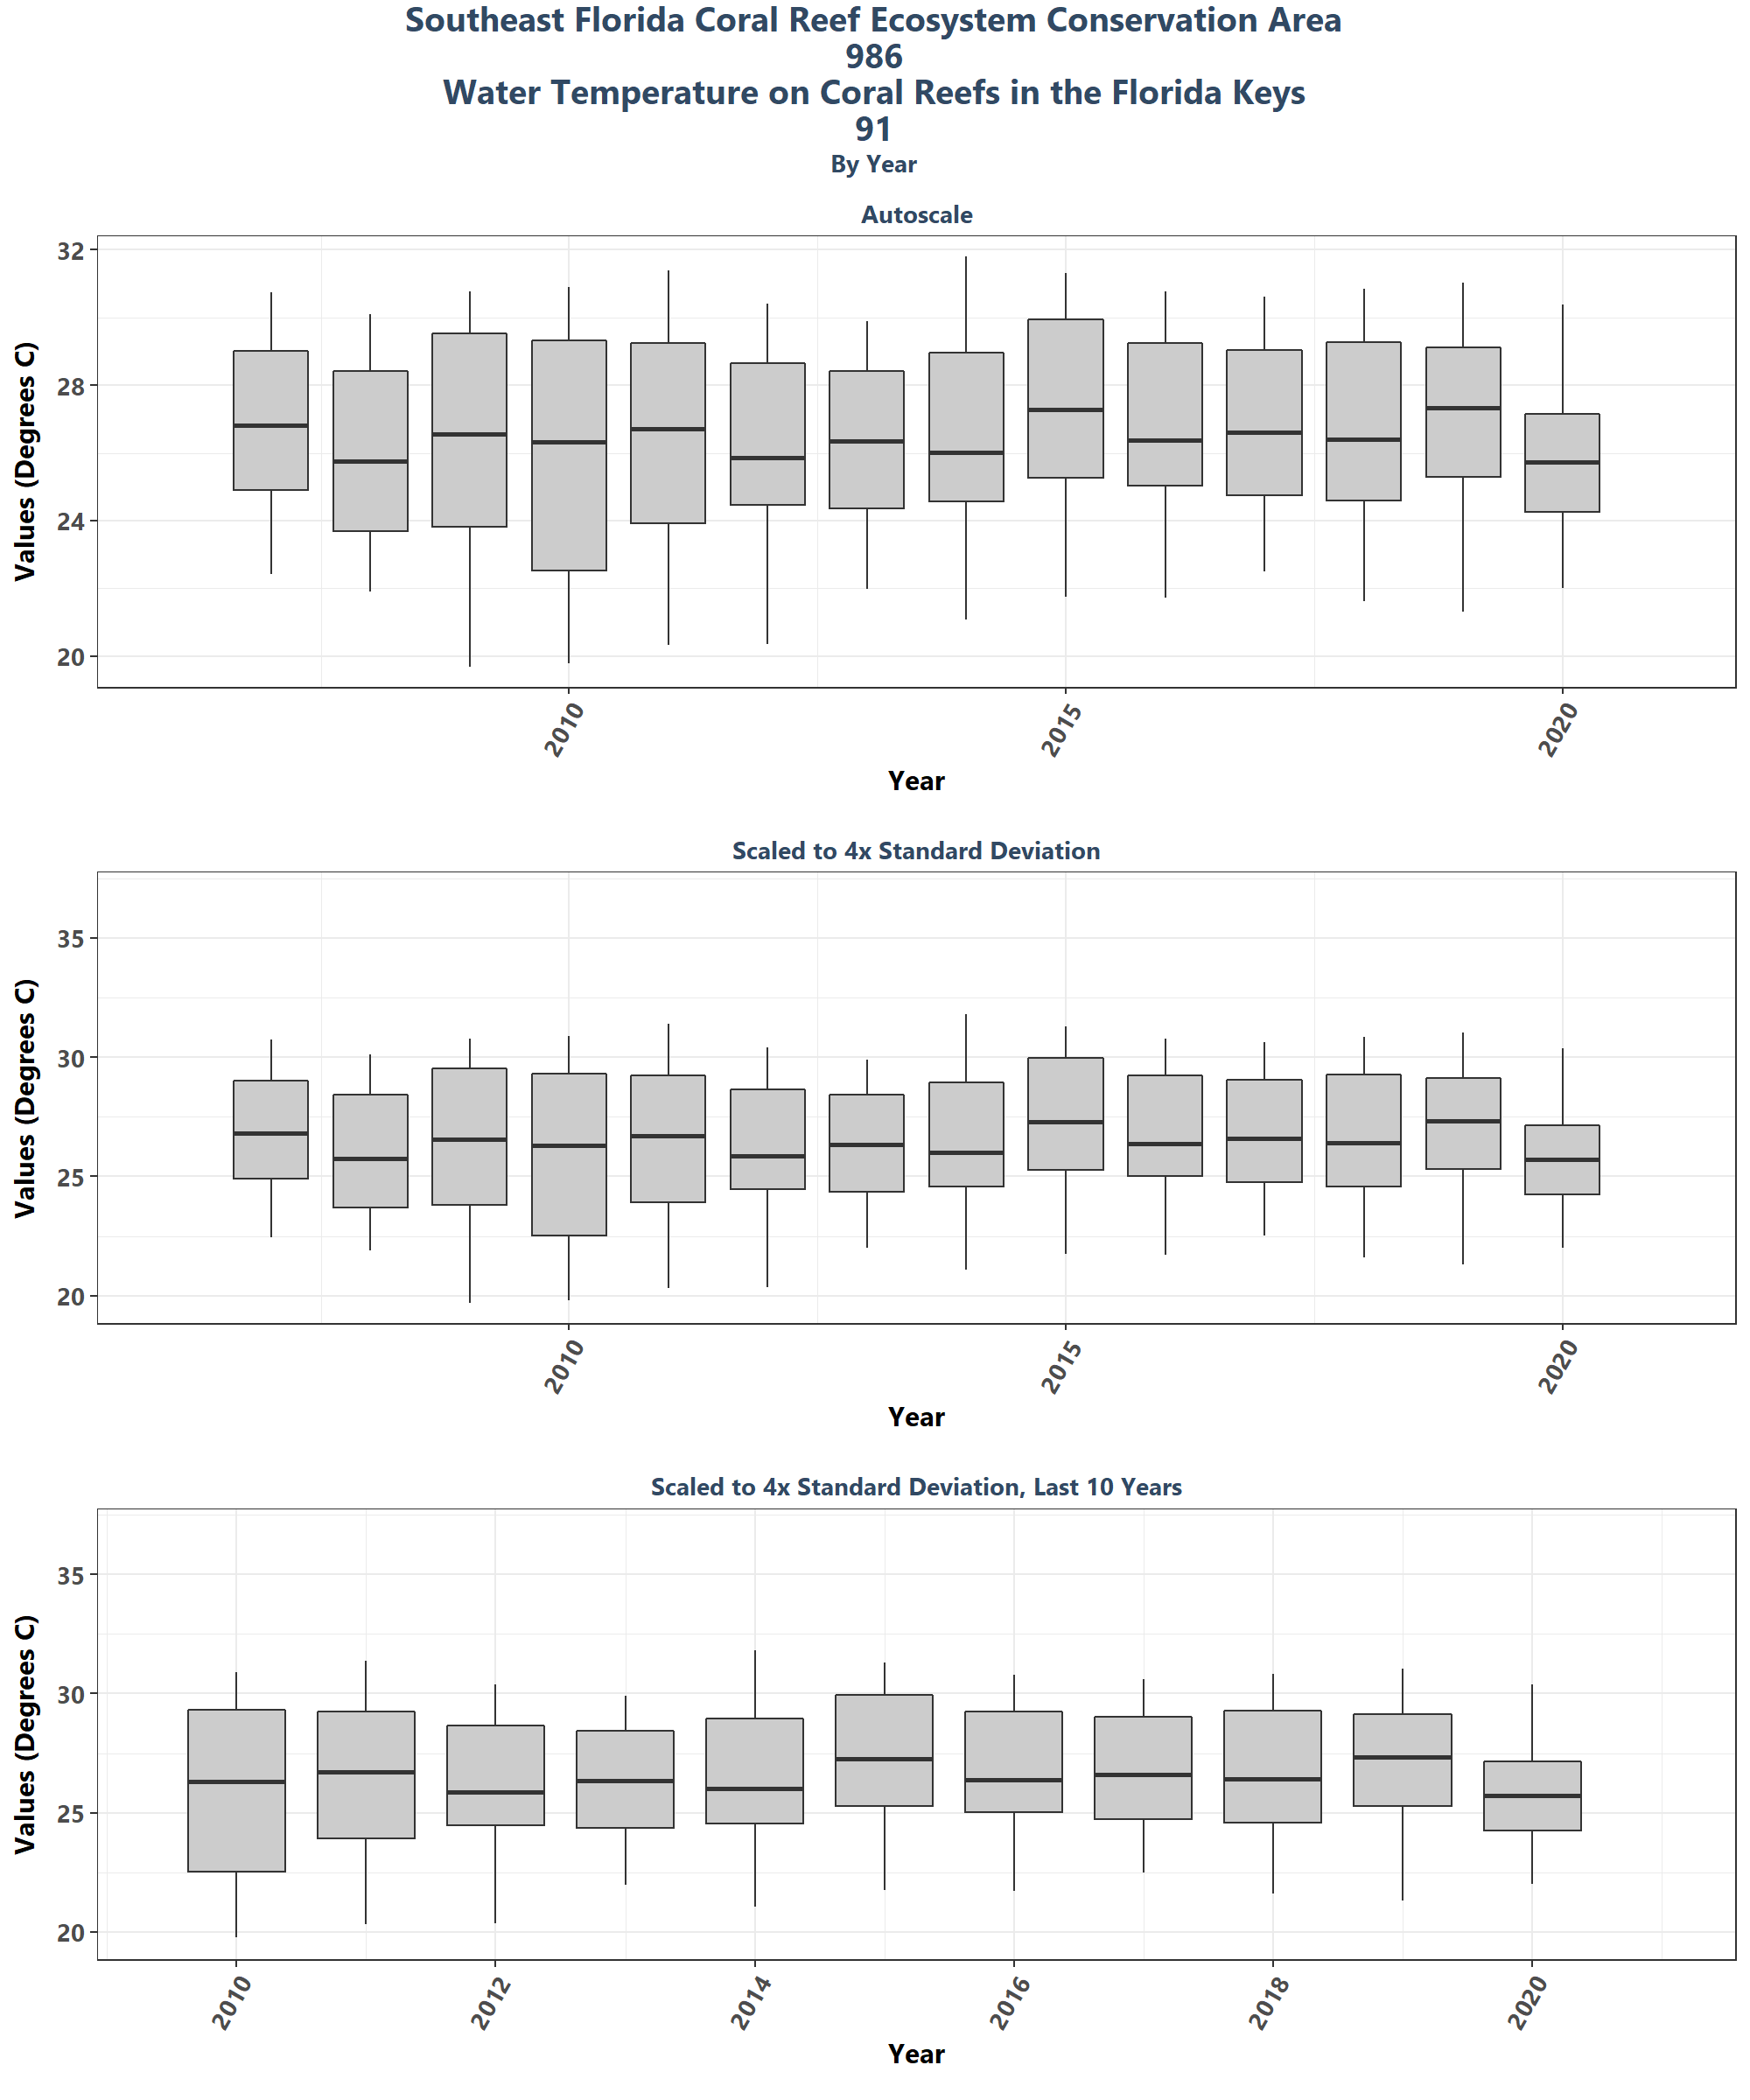 Southeast Florida Coral Reef Ecosystem Conservation Area
986
Water Temperature on Coral Reefs in the Florida Keys
91
By Year
Autoscale
Values (Degrees C)
32
28
24
20
2010
2015
2020
Year
Scaled to 4x Standard Deviation
Values (Degrees C)
35
30
25
20
2010
2015
2020
Year
Scaled to 4x Standard Deviation, Last 10 Years
Values (Degrees C)
35
30
25
20
2010
2012
2014
2016
2018
2020
Year